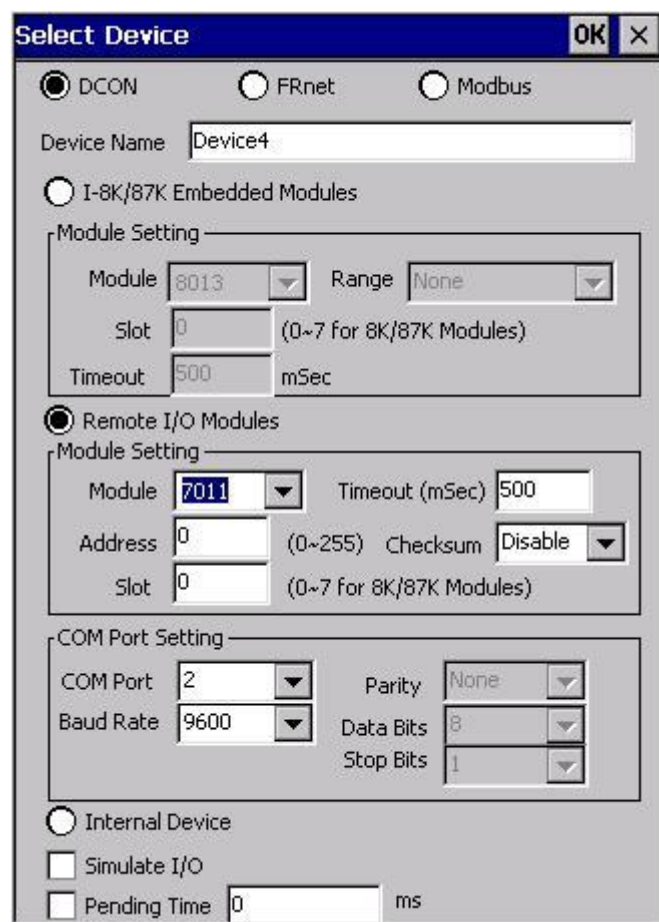 Select Device OK ×
DCON FRnet Modbus
Device Name Device4
I-8K/87K Embedded Modules
Module Setting
Module 8013 Range None
Slot 0 (0~7 for 8K/87K Modules)
Timeout 500 mSec
Remote I/O Modules
Module Setting
Module 7011 Timeout (mSec) 500
Address 0 (0~255) Checksum Disable
Slot 0 (0~7 for 8K/87K Modules)
COM Port Setting
COM Port 2 Parity None
Baud Rate 9600 Data Bits 8
Stop Bits 1
Internal Device
Simulate I/O
Pending Time 0 ms